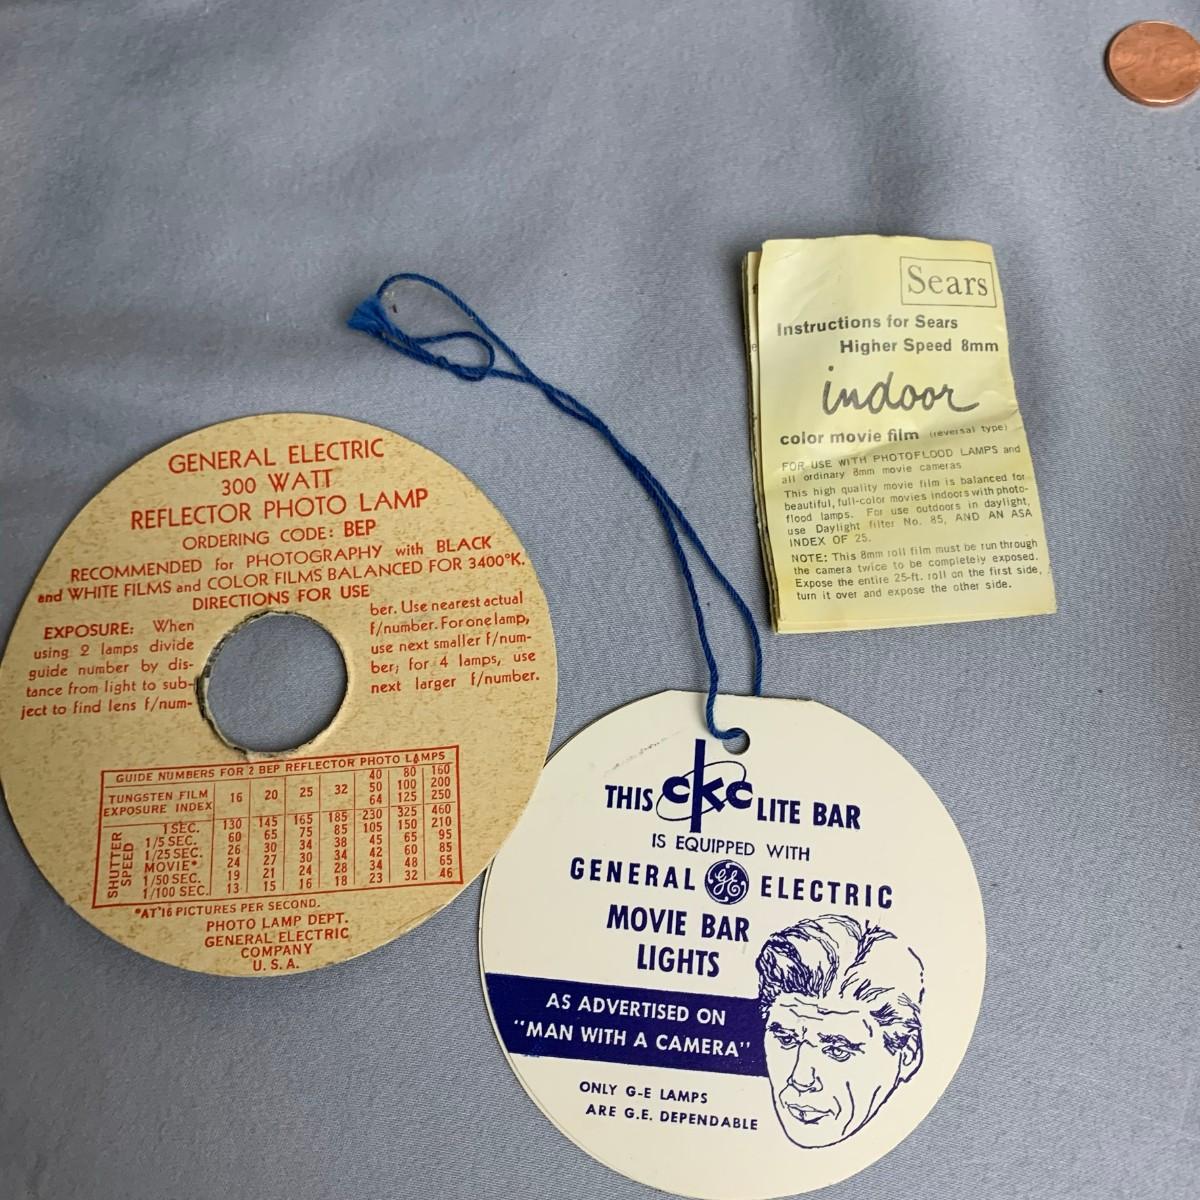 GENERAL ELECTRIC
300 WATT
REFLECTOR PHOTO LAMP
ORDERING CODE: BEP
RECOMMENDED for PHOTOGRAPHY with BLACK
and WHITE FILMS and COLOR FILMS BALANCED FOR 3400°K.
DIRECTIONS FOR USE
EXPOSURE: When
using 2 lamps divide
guide number by dis-
tance from light to sub-
ject to find lens f/num-
ber. Use nearest actual
f/number. For one lamp,
use next smaller f/num-
ber; for 4 lamps, use
next larger f/number.
GUIDE NUMBERS FOR 2 BEP REFLECTOR PHOTO LAMPS
TUNGSTEN FILM
EXPOSURE INDEX
16 20 25 32
40 80 160
50 100 200
64 125 250
SHUTTER
SPEED
1 SEC. 130 145 165 185 230 325 460
1/5 SEC. 60 65 75 85 105 150 210
1/25 SEC. 26 30 34 38 45 65 95
MOVIE* 24 27 30 34 42 60 85
1/50 SEC. 19 21 24 28 34 48 65
1/100 SEC. 13 15 16 18 23 32 46
*AT 16 PICTURES PER SECOND.
PHOTO LAMP DEPT.
GENERAL ELECTRIC
COMPANY
U. S. A.
Sears
Instructions for Sears
Higher Speed 8mm
indoor
color movie film (reversal type)
FOR USE WITH PHOTOFLOOD LAMPS and
all ordinary 8mm movie cameras
This high quality movie film is balanced for
beautiful, full-color movies indoors with photo-
flood lamps. For use outdoors in daylight,
use Daylight filter No. 85, AND AN ASA
INDEX OF 25.
NOTE: This 8mm roll film must be run through
the camera twice to be completely exposed.
Expose the entire 25-ft. roll on the first side,
turn it over and expose the other side.
THIS ckc LITE BAR
IS EQUIPPED WITH
GENERAL GE ELECTRIC
MOVIE BAR
LIGHTS
AS ADVERTISED ON
"MAN WITH A CAMERA"
ONLY G-E LAMPS
ARE G.E. DEPENDABLE